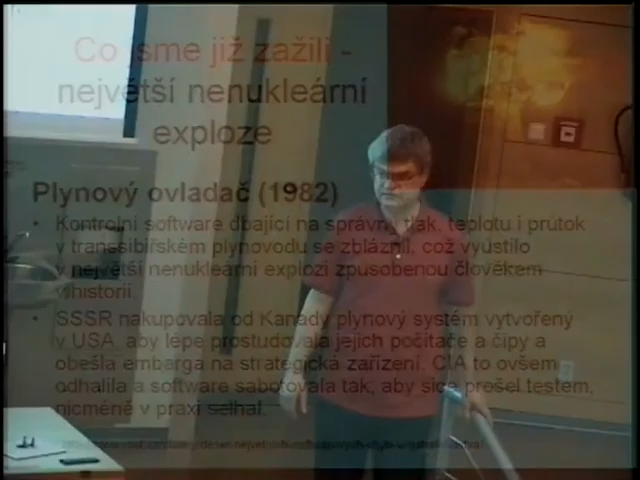 Co jsme již zažili -
největší nenukleární
exploze
Plynový ovladač (1982)
• Kontrolní software dbající na správný tlak, teplotu i průtok
v transsibiřském plynovodu se zbláznil, což vyústilo
v největší nenukleární explozi způsobenou člověkem
v historii.
• SSSR nakupovala od Kanady plynový systém vytvořený
v USA, aby lépe prostudovala jejich počítače a čipy a
obešla embarga na strategická zařízení. CIA to ovšem
odhalila a software sabotovala tak, aby sice prošel testem,
nicméně v praxi selhal.